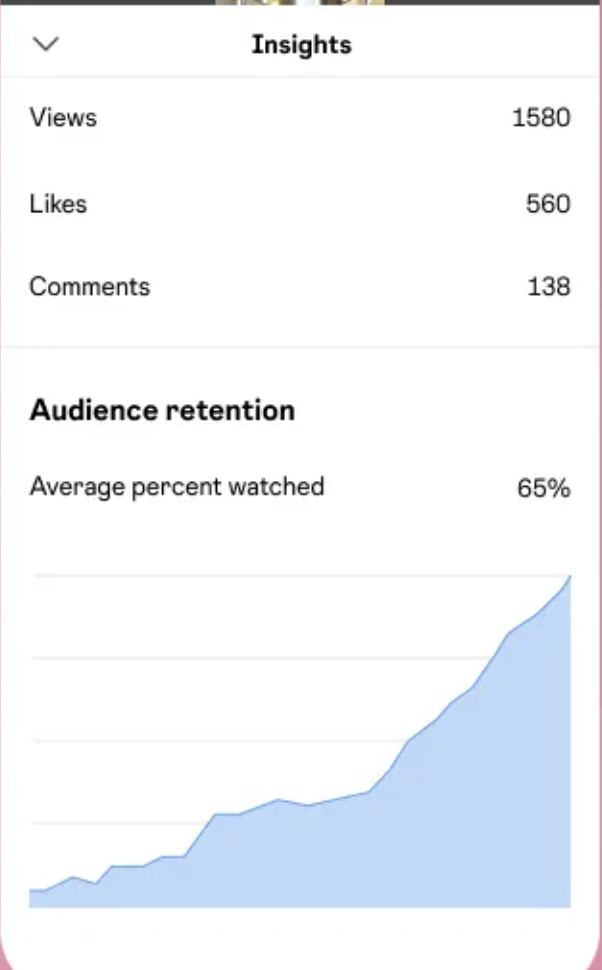 Insights
Views 1580
Likes 560
Comments 138
Audience retention
Average percent watched 65%